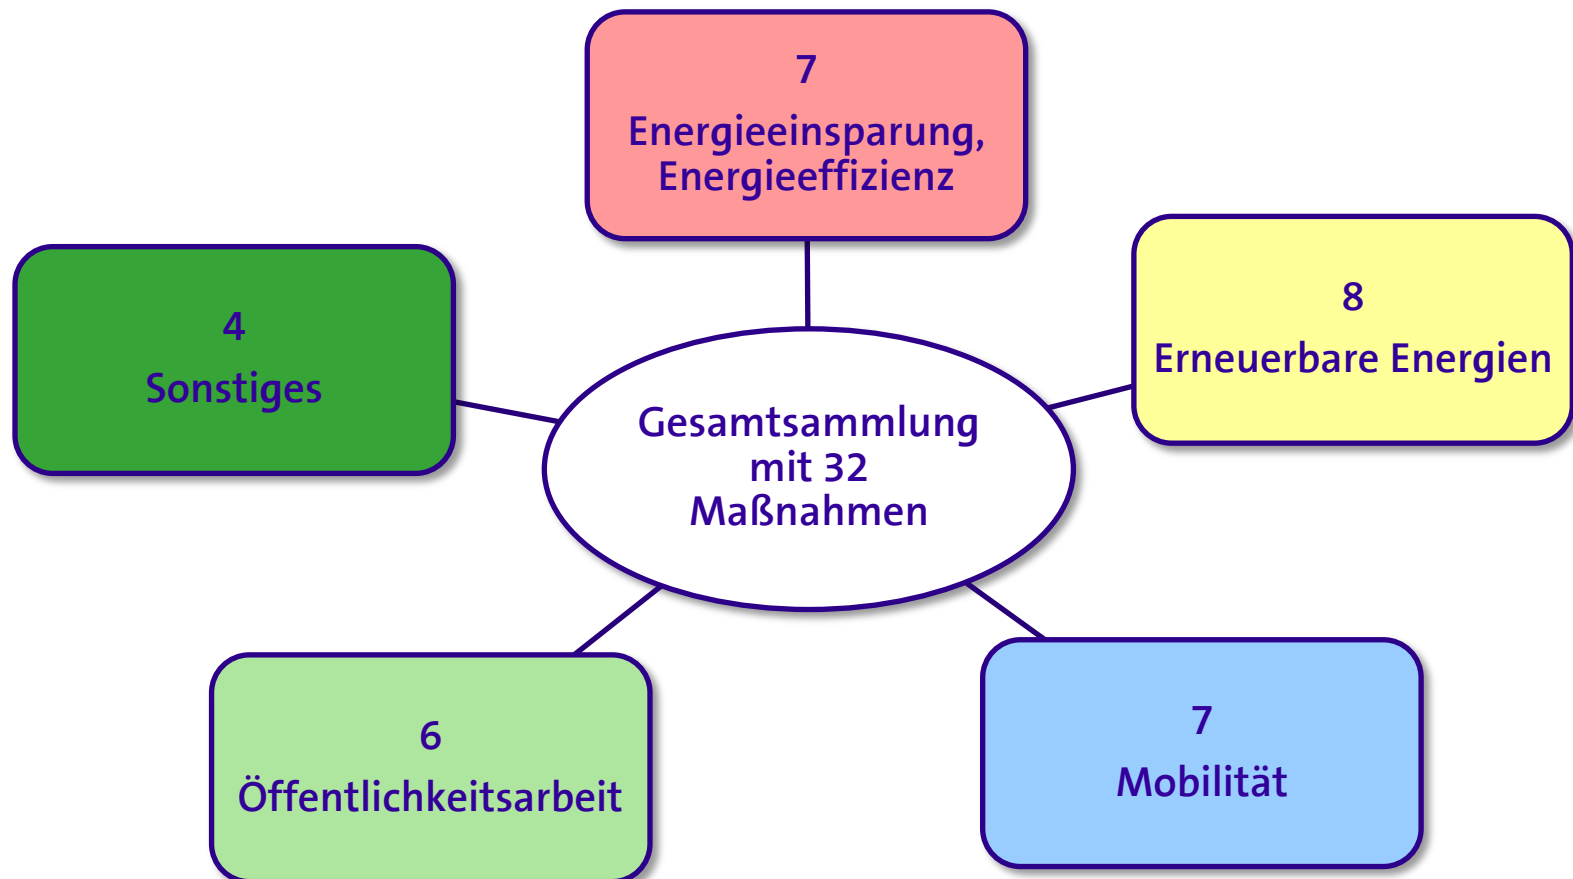 7
Energieeinsparung,
Energieeffizienz
4
Sonstiges
8
Erneuerbare Energien
Gesamtsammlung
mit 32
Maßnahmen
6
Öffentlichkeitsarbeit
7
Mobilität